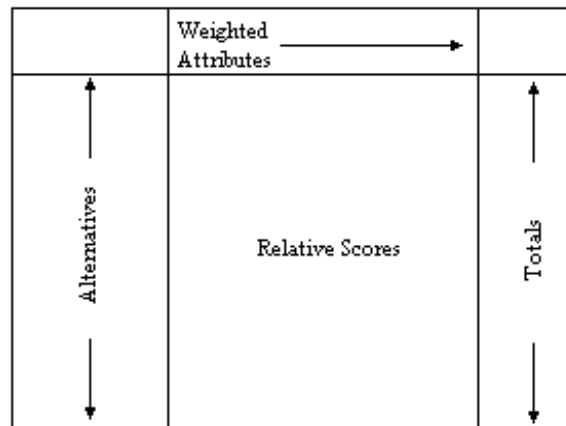 Weighted
Attributes
Alternatives
Relative Scores
Totals